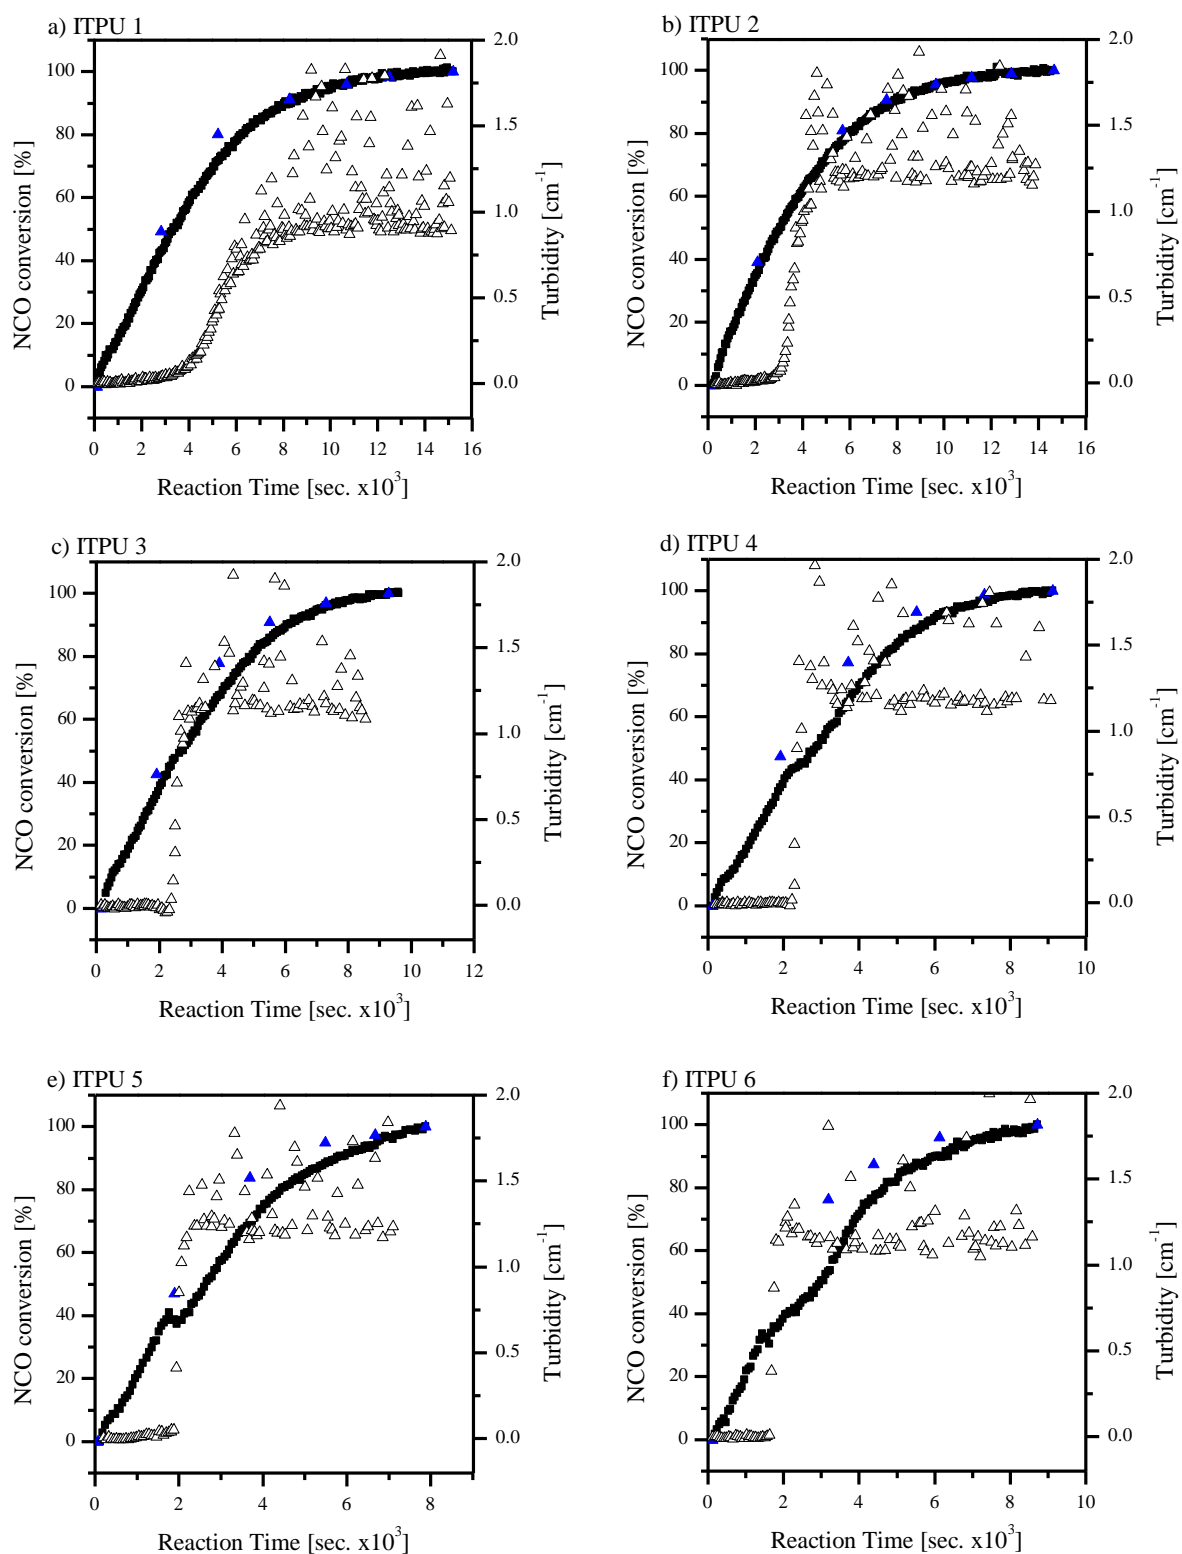 a) ITPU 1
100
80
60
40
20
0
NCO conversion [%]
2.0
1.5
1.0
0.5
0.0
Turbidity [cm-1]
0 2 4 6 8 10 12 14 16
Reaction Time [sec. x10³]
b) ITPU 2
100
80
60
40
20
0
NCO conversion [%]
2.0
1.5
1.0
0.5
0.0
Turbidity [cm-1]
0 2 4 6 8 10 12 14 16
Reaction Time [sec. x10³]
c) ITPU 3
100
80
60
40
20
0
NCO conversion [%]
2.0
1.5
1.0
0.5
0.0
Turbidity [cm-1]
0 2 4 6 8 10 12
Reaction Time [sec. x10³]
d) ITPU 4
100
80
60
40
20
0
NCO conversion [%]
2.0
1.5
1.0
0.5
0.0
Turbidity [cm-1]
0 2 4 6 8 10
Reaction Time [sec. x10³]
e) ITPU 5
100
80
60
40
20
0
NCO conversion [%]
2.0
1.5
1.0
0.5
0.0
Turbidity [cm-1]
0 2 4 6 8
Reaction Time [sec. x10³]
f) ITPU 6
100
80
60
40
20
0
NCO conversion [%]
2.0
1.5
1.0
0.5
0.0
Turbidity [cm-1]
0 2 4 6 8 10
Reaction Time [sec. x10³]